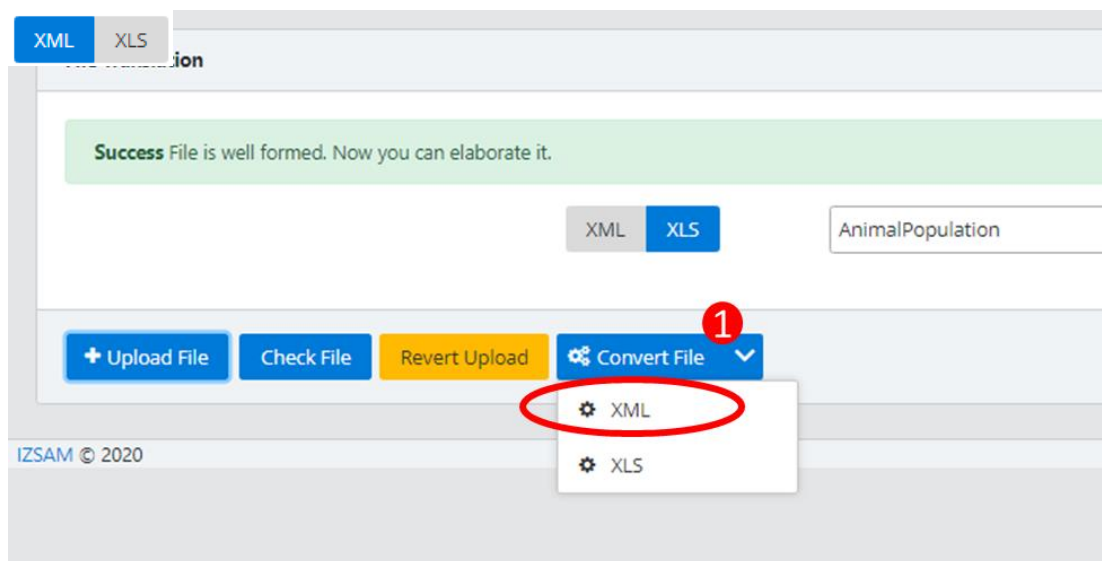 XML XLS
ion
Success File is well formed. Now you can elaborate it.
XML XLS AnimalPopulation
1
+ Upload File Check File Revert Upload Convert File
XML
IZSAM © 2020
XLS